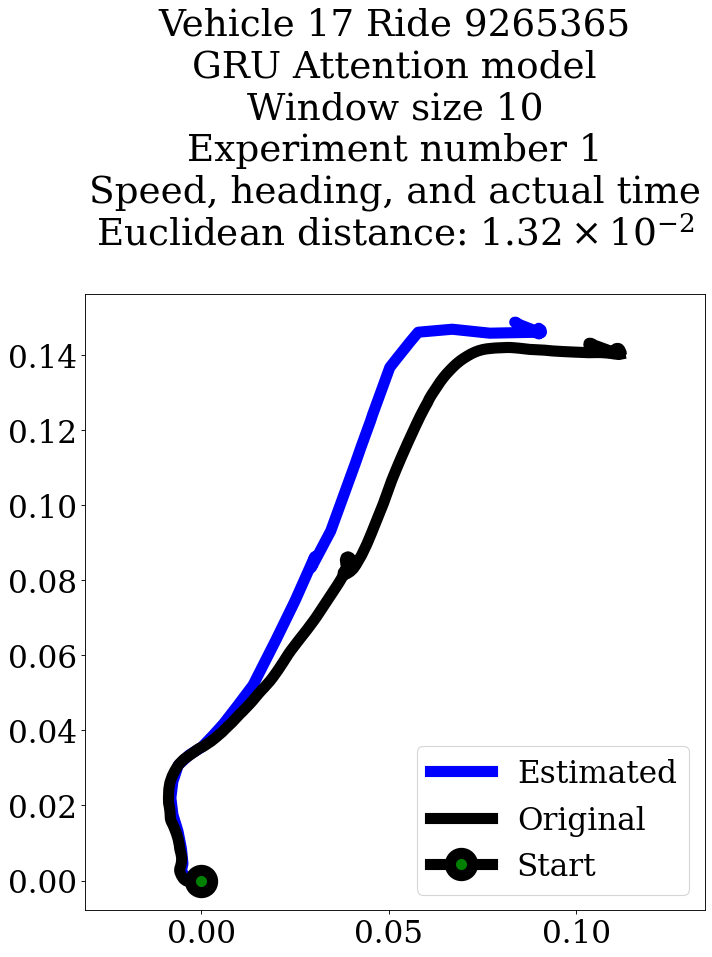 Vehicle 17 Ride 9265365
GRU Attention model
Window size 10
Experiment number 1
Speed, heading, and actual time
Euclidean distance: 1.32 × 10⁻²
0.14
0.12
0.10
0.08
0.06
0.04
0.02
0.00
Estimated
Original
Start
0.00 0.05 0.10